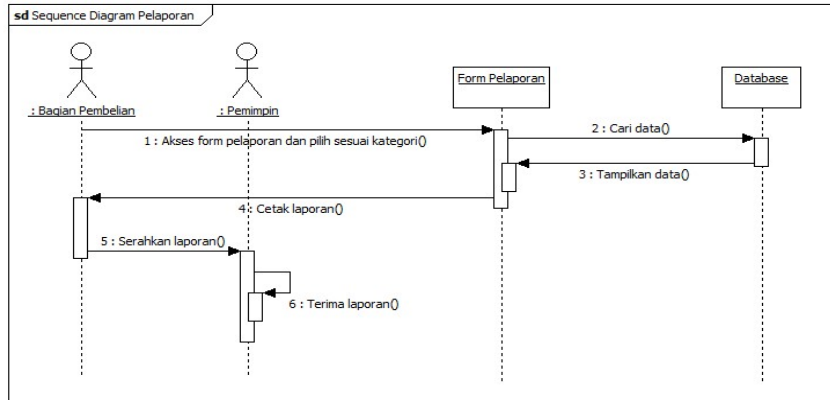 sd Sequence Diagram Pelaporan
: Bagian Pembelian
: Pemimpin
Form Pelaporan
Database
1 : Akses form pelaporan dan pilih sesuai kategori()
2 : Cari data()
3 : Tampilkan data()
4 : Cetak laporan()
5 : Serahkan laporan()
6 : Terima laporan()